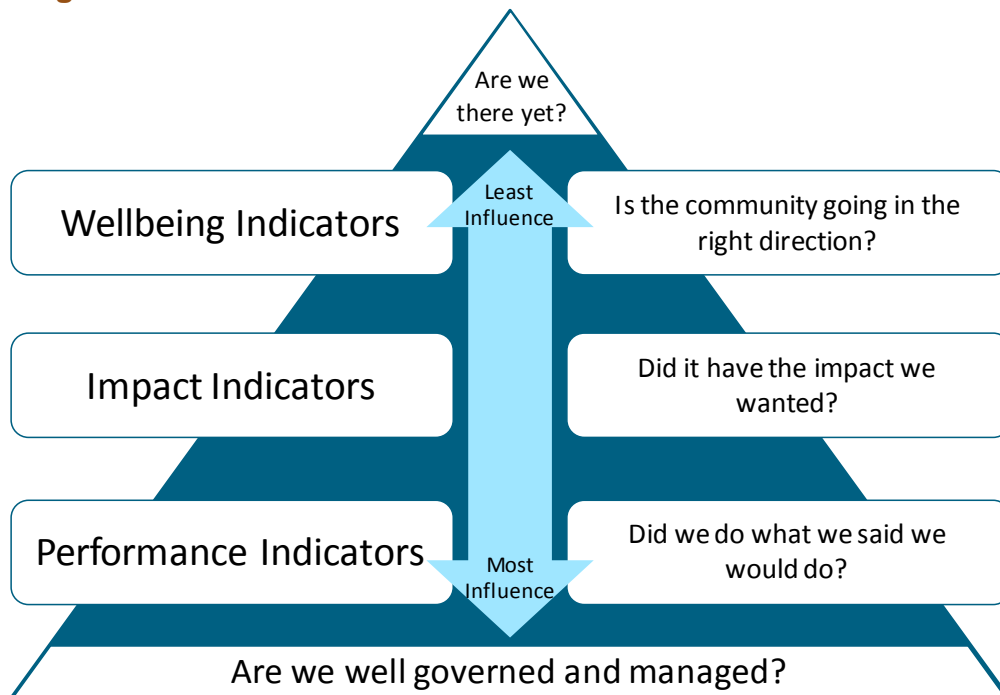 Are we
there yet?
Wellbeing Indicators
Least
Influence
Is the community going in the
right direction?
Impact Indicators
Did it have the impact we
wanted?
Performance Indicators
Most
Influence
Did we do what we said we
would do?
Are we well governed and managed?